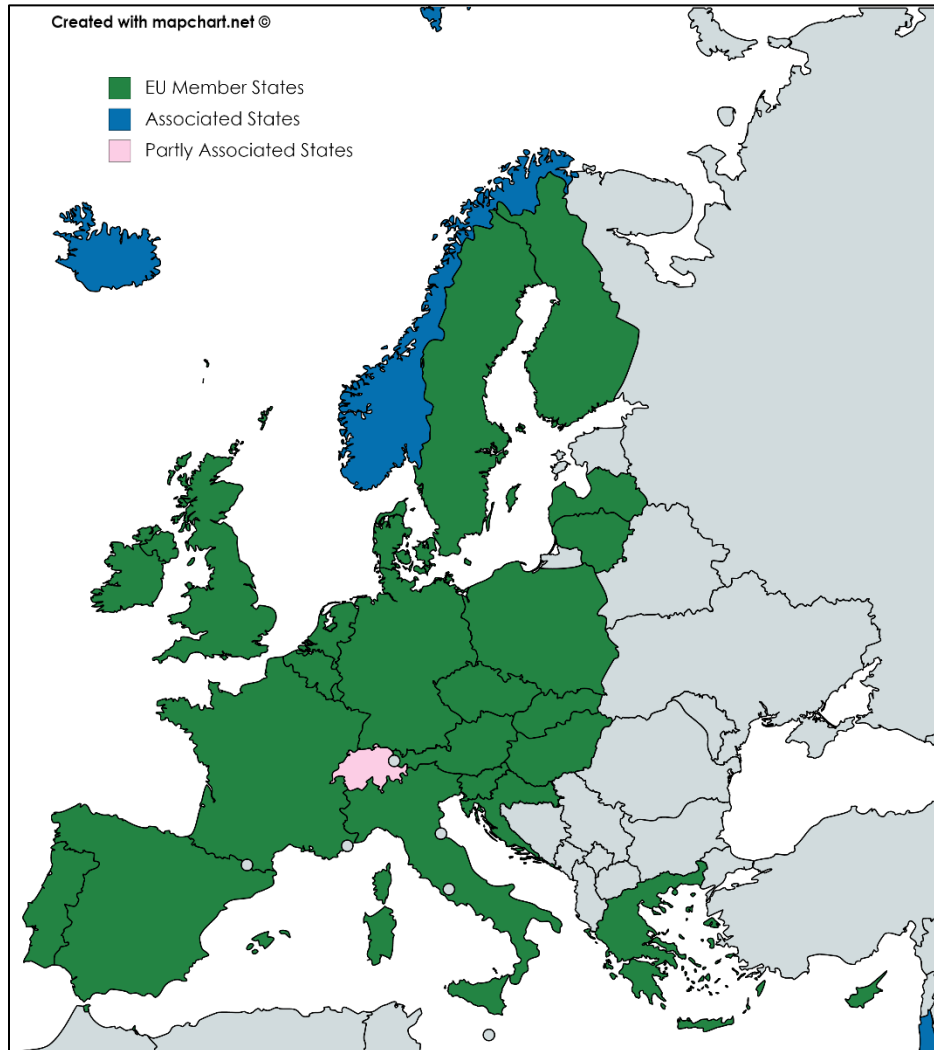 Created with mapchart.net ©
EU Member States
Associated States
Partly Associated States